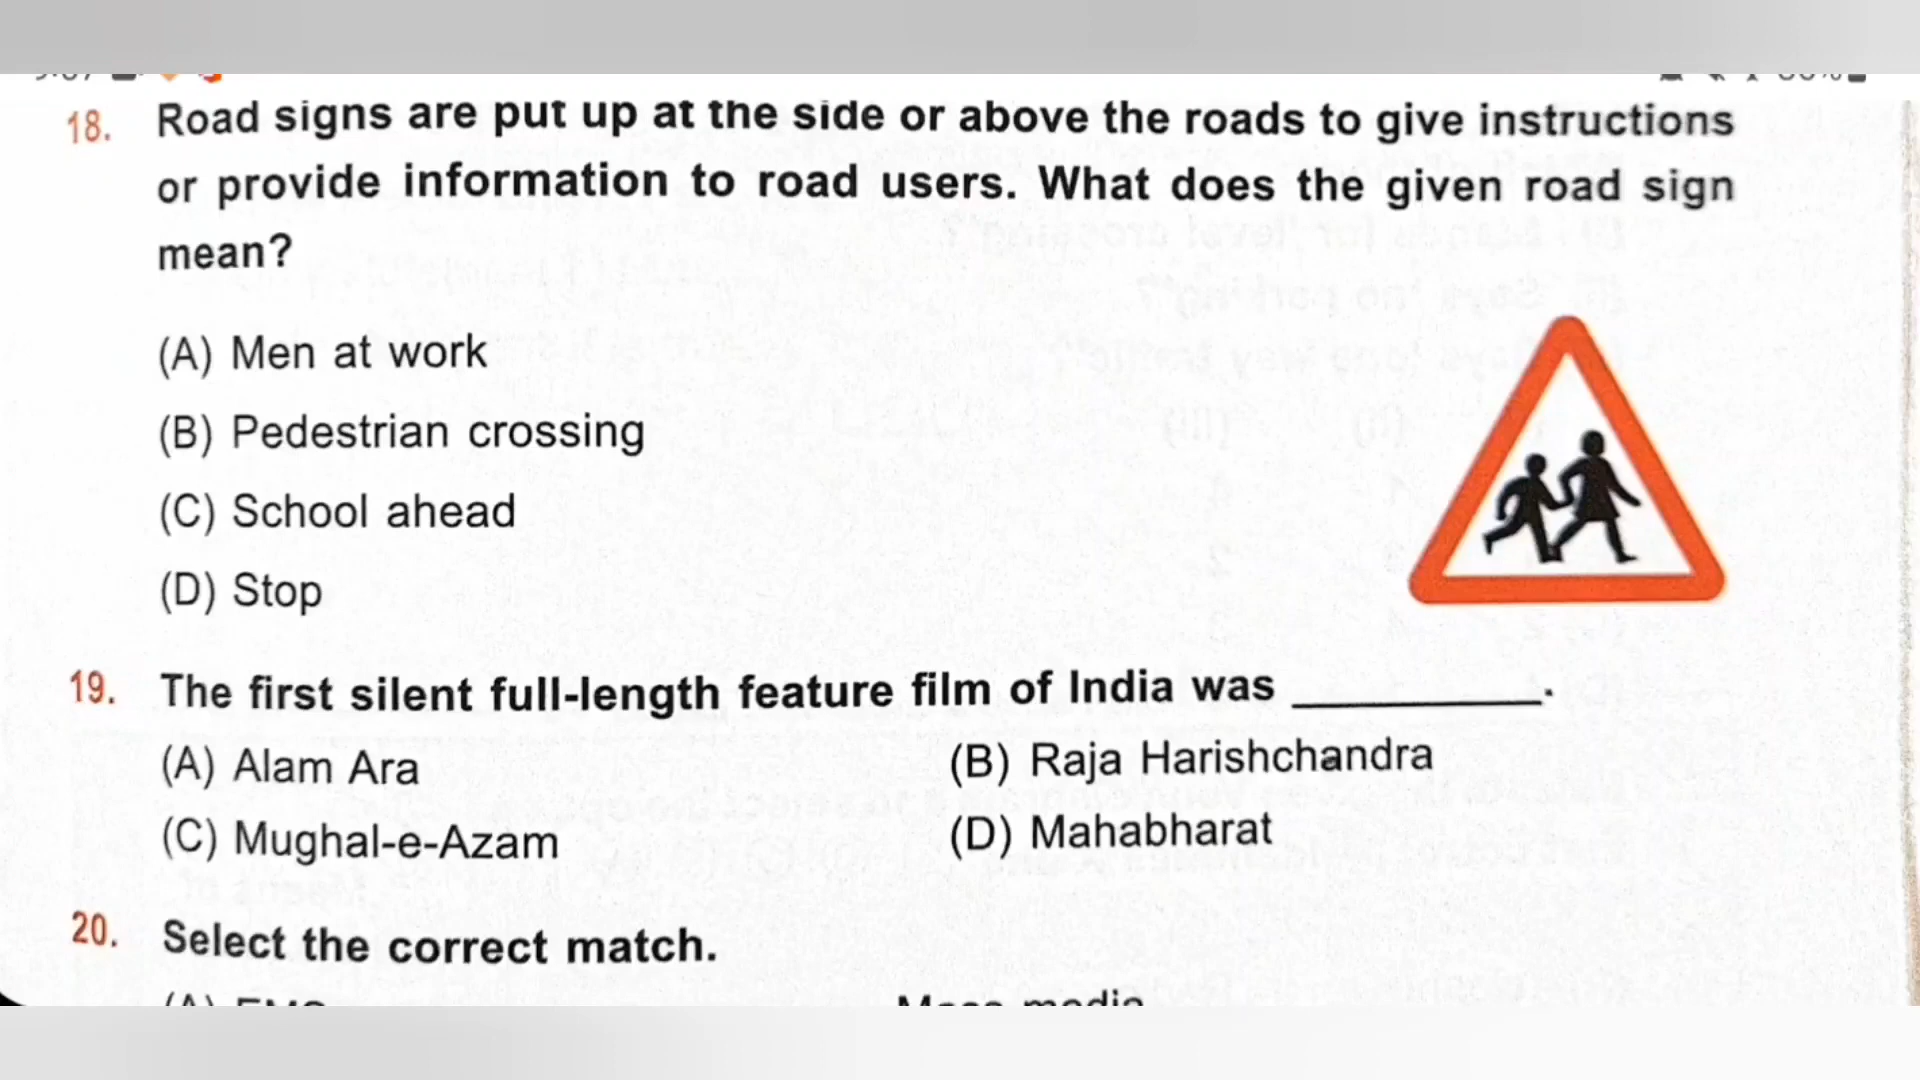 18. Road signs are put up at the side or above the roads to give instructions
or provide information to road users. What does the given road sign
mean?
(A) Men at work
(B) Pedestrian crossing
(C) School ahead
(D) Stop
19. The first silent full-length feature film of India was __________.
(A) Alam Ara
(B) Raja Harishchandra
(C) Mughal-e-Azam
(D) Mahabharat
20. Select the correct match.